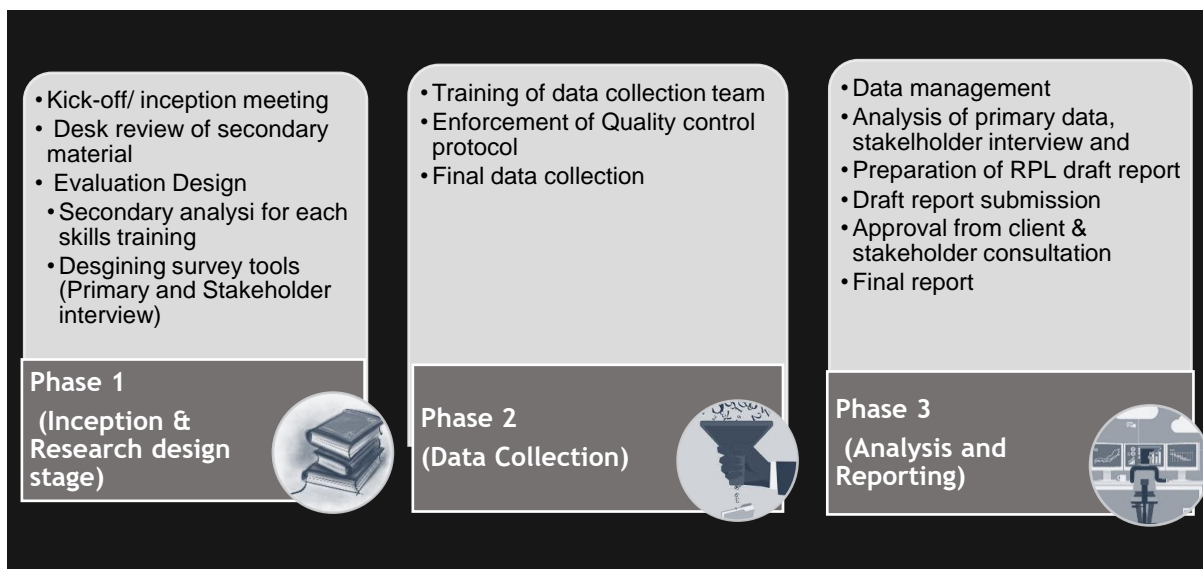 •Kick-off/ inception meeting
• Desk review of secondary
material
• Evaluation Design
•Secondary analysi for each
skills training
•Desgining survey tools
(Primary and Stakeholder
interview)
Phase 1
(Inception &
Research design
stage)
•Training of data collection team
•Enforcement of Quality control
protocol
•Final data collection
Phase 2
(Data Collection)
•Data management
•Analysis of primary data,
stakelholder interview and
•Preparation of RPL draft report
•Draft report submission
•Approval from client &
stakeholder consultation
•Final report
Phase 3
(Analysis and
Reporting)